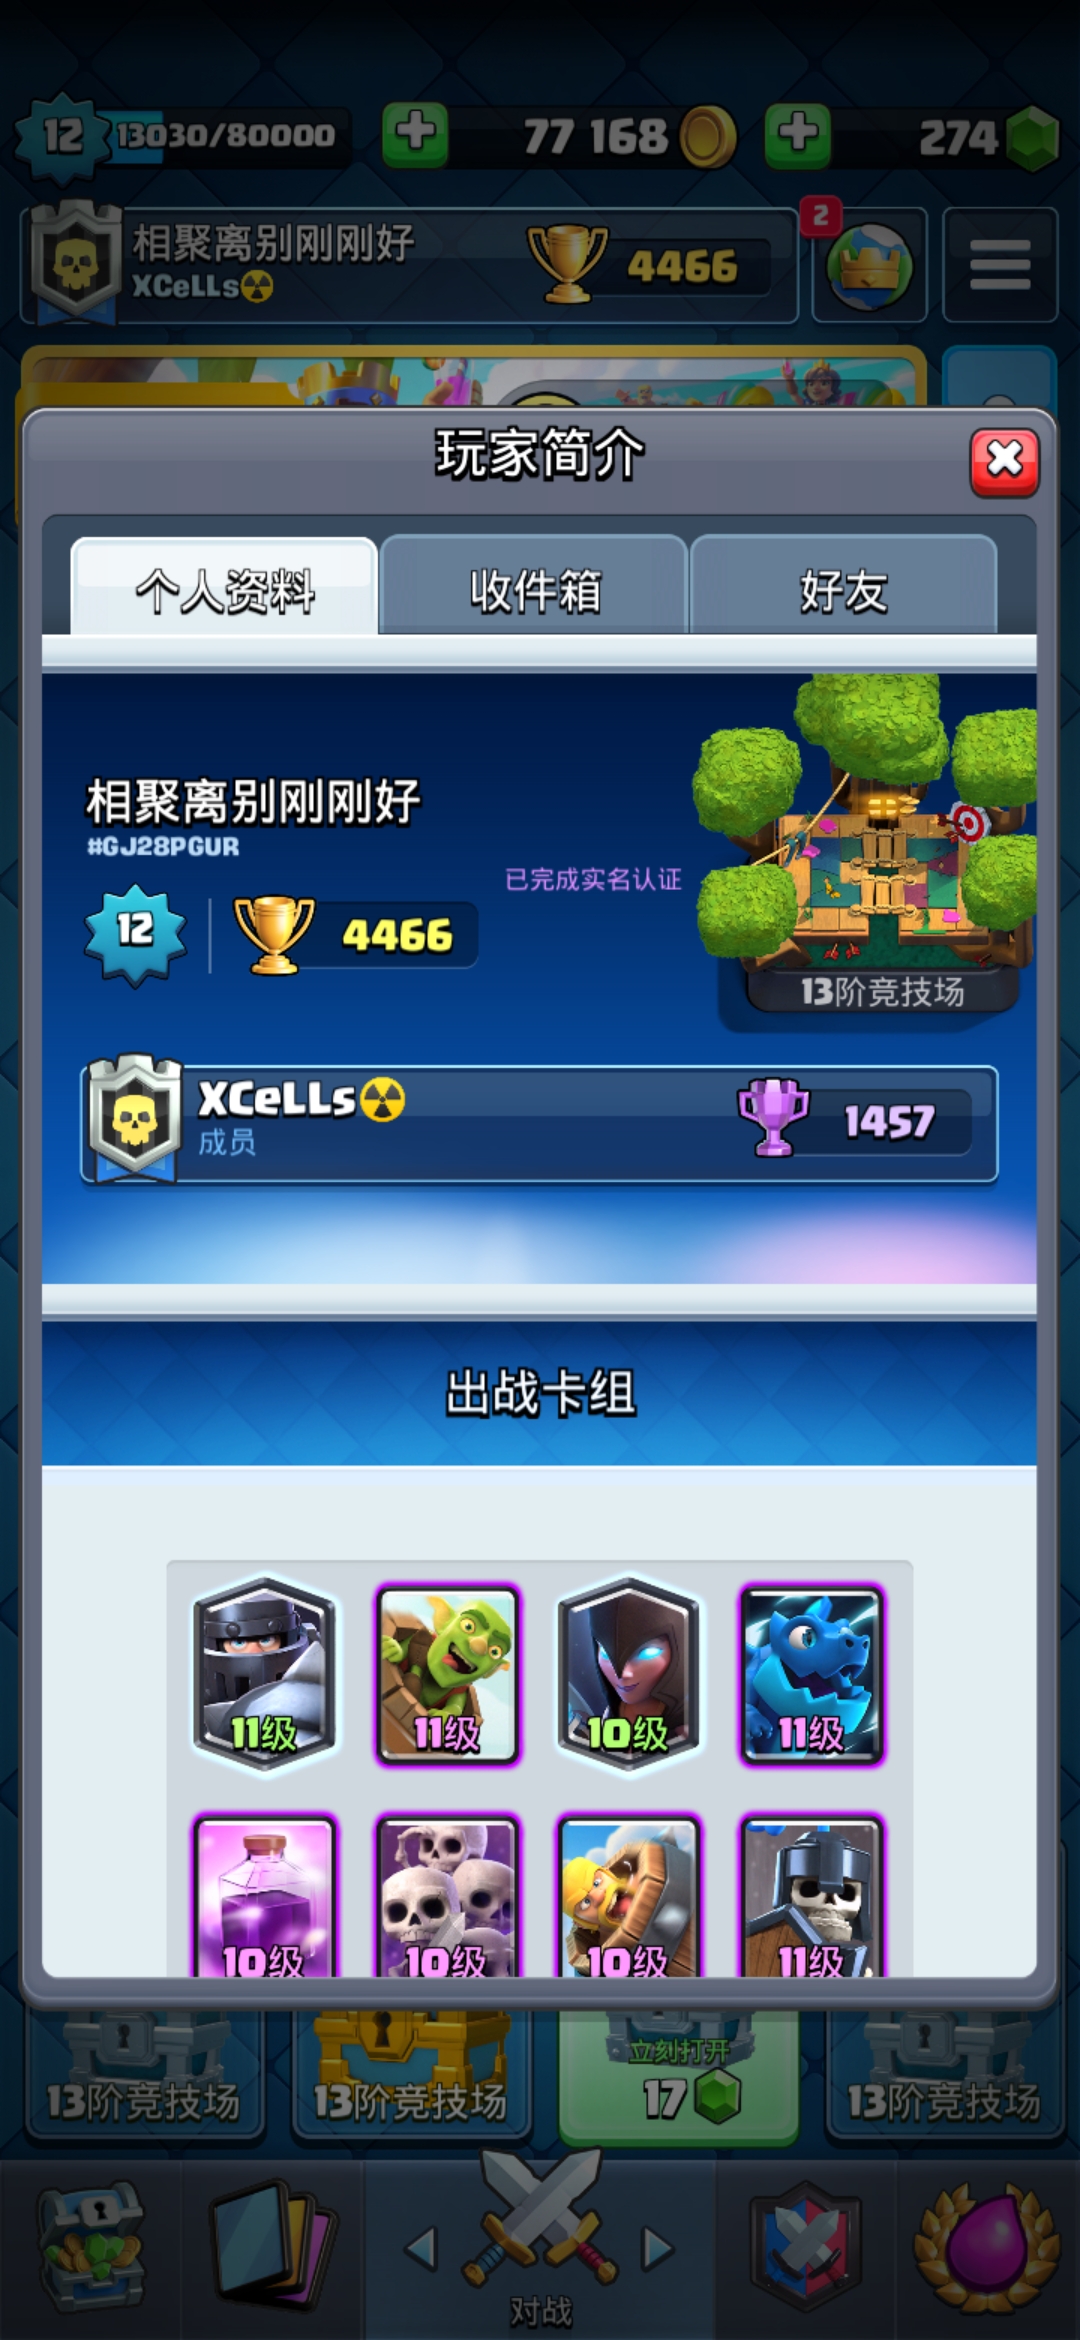 12 13030/80000 77 168 274
相聚离别刚刚好 4466 2
XCeLLs☢
玩家简介
个人资料 收件箱 好友
相聚离别刚刚好
#GJ28PGUR
已完成实名认证
12 4466
13阶竞技场
XCeLLs☢ 1457
成员
出战卡组
11级 11级 10级 11级
10级 10级 10级 11级
立刻打开
13阶竞技场 13阶竞技场 17 13阶竞技场
对战